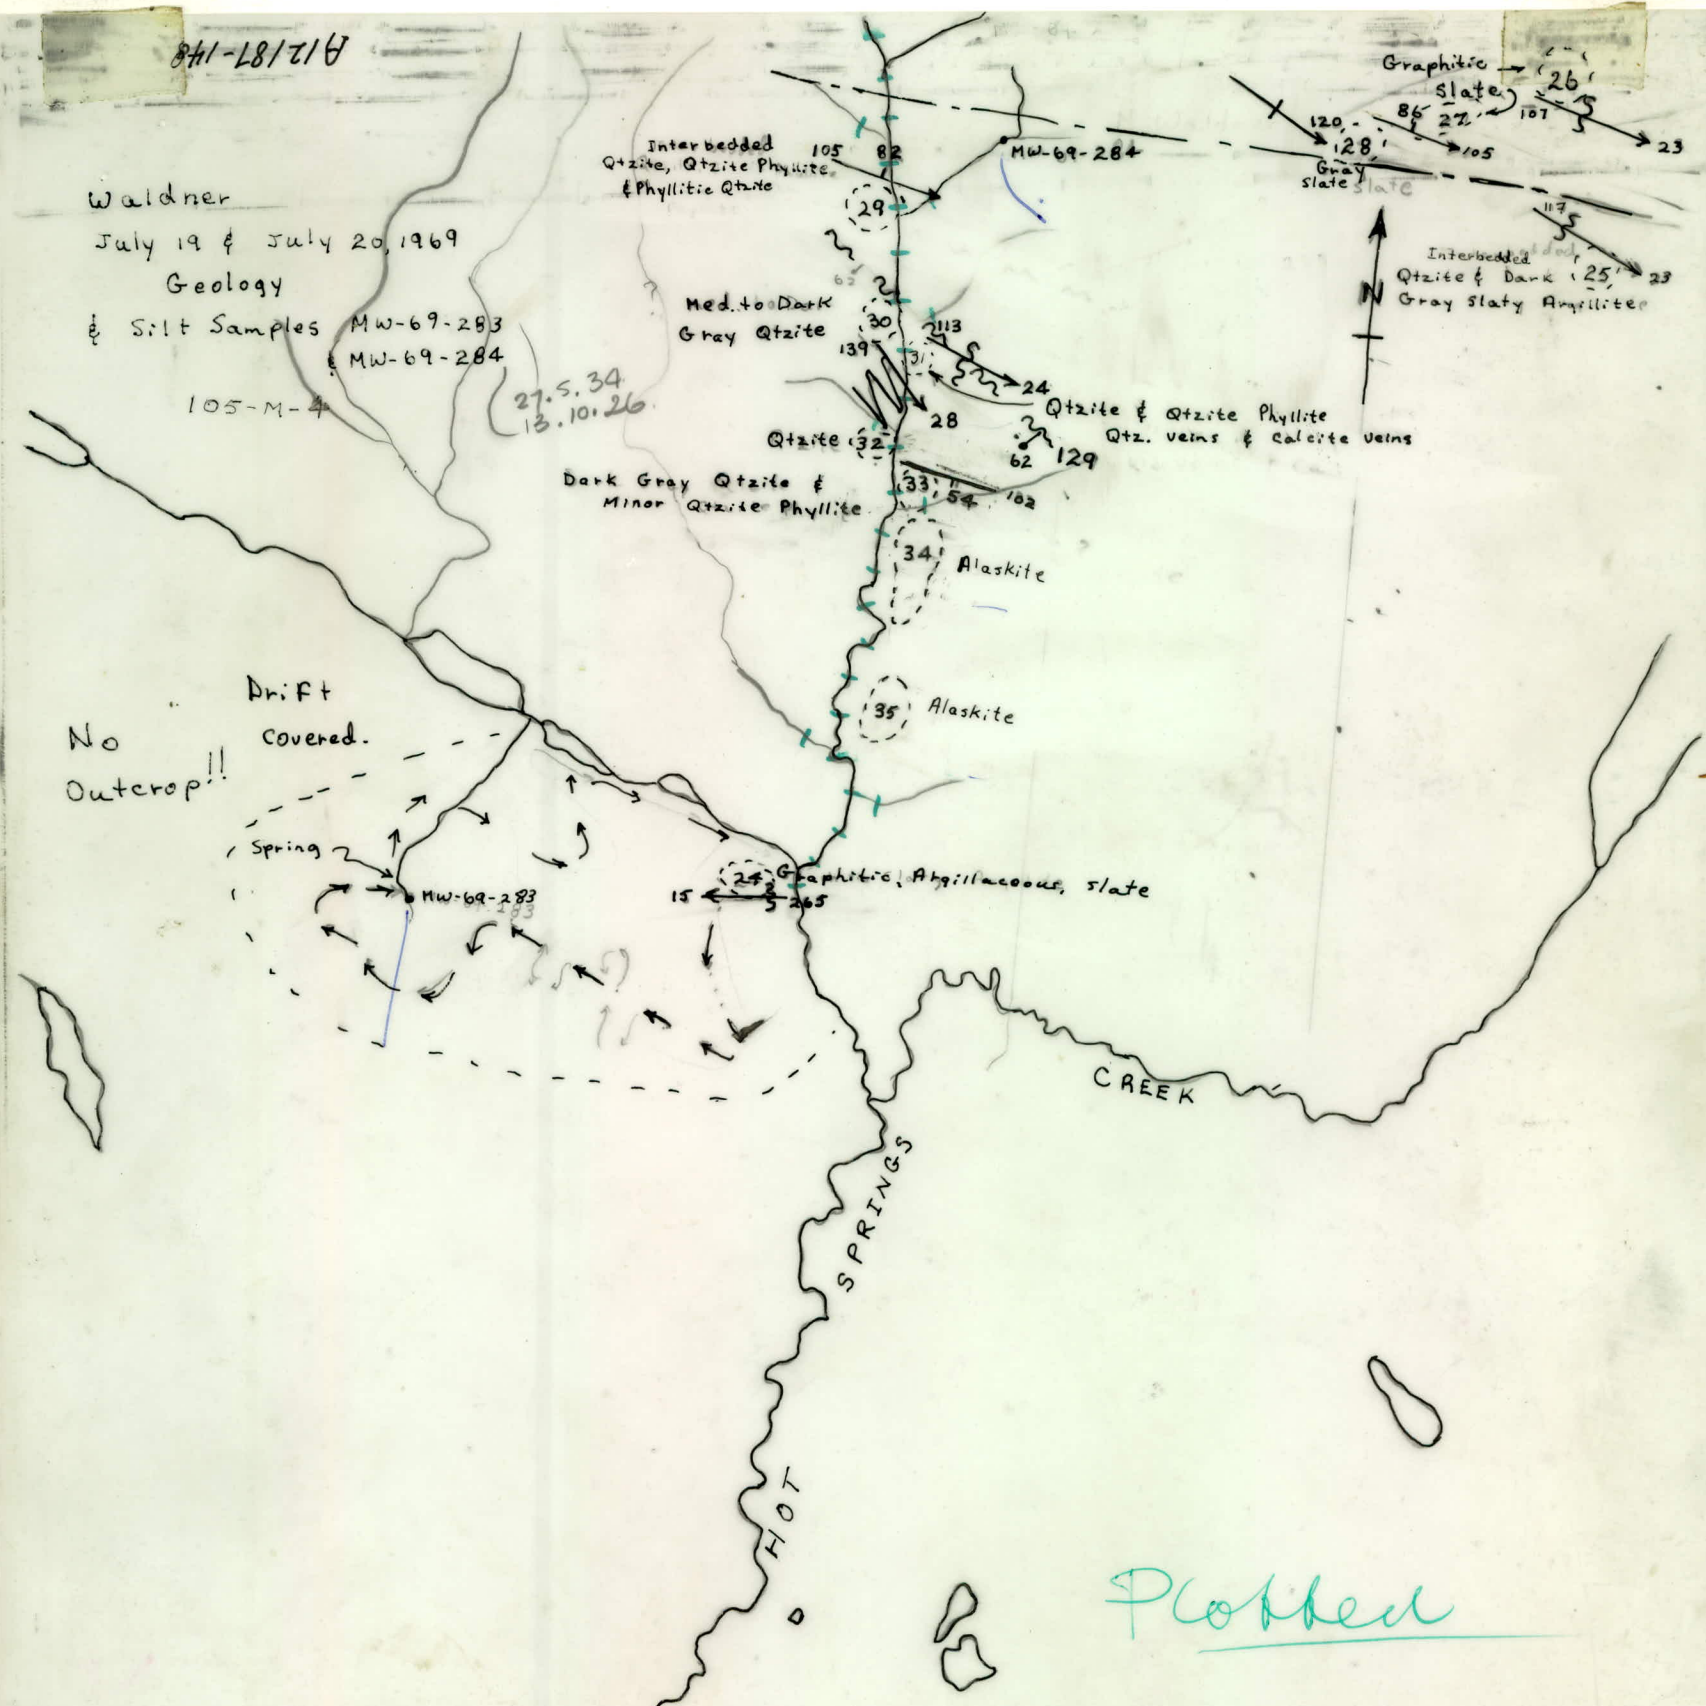 A12187-148
Graphitic
Slate
26
107
23
86
27
105
120
28
Gray
Slate
slate
117
Interbedded
Qtzite & Dark 25 23
Gray Slaty Argillite
N
Interbedded
Qtzite, Qtzite Phyllite
& Phyllitic Qtzite
105
82
MW-69-284
29
65
Waldner
July 19 & July 20, 1969
Geology
& Silt Samples MW-69-283
& MW-69-284
105-M-4
27.5.34
13.10.26
Med. to Dark
Gray Qtzite
30
139
113
31
24
28
Qtzite & Qtzite Phyllite
Qtz. veins & Calcite veins
62 129
Qtzite 32
Dark Gray Qtzite &
Minor Qtzite Phyllite
33
54
102
34 Alaskite
35 Alaskite
Drift
Covered.
No
Outcrop!!
Spring
MW-69-283
24 Graphitic, Argillaceous, slate
15 265
CREEK
SPRINGS
HOT
Plotted